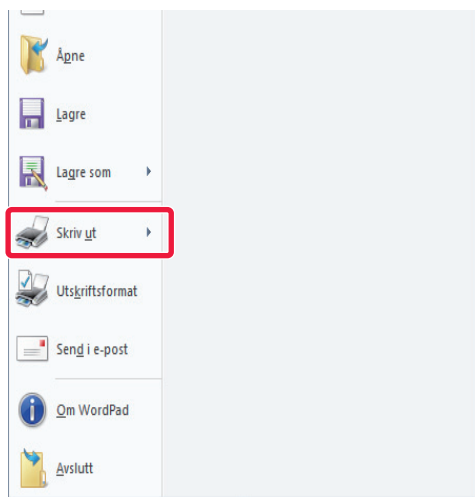 Åpne
Lagre
Lagre som
Skriv ut
Utskriftsformat
Send i e-post
Om WordPad
Avslutt